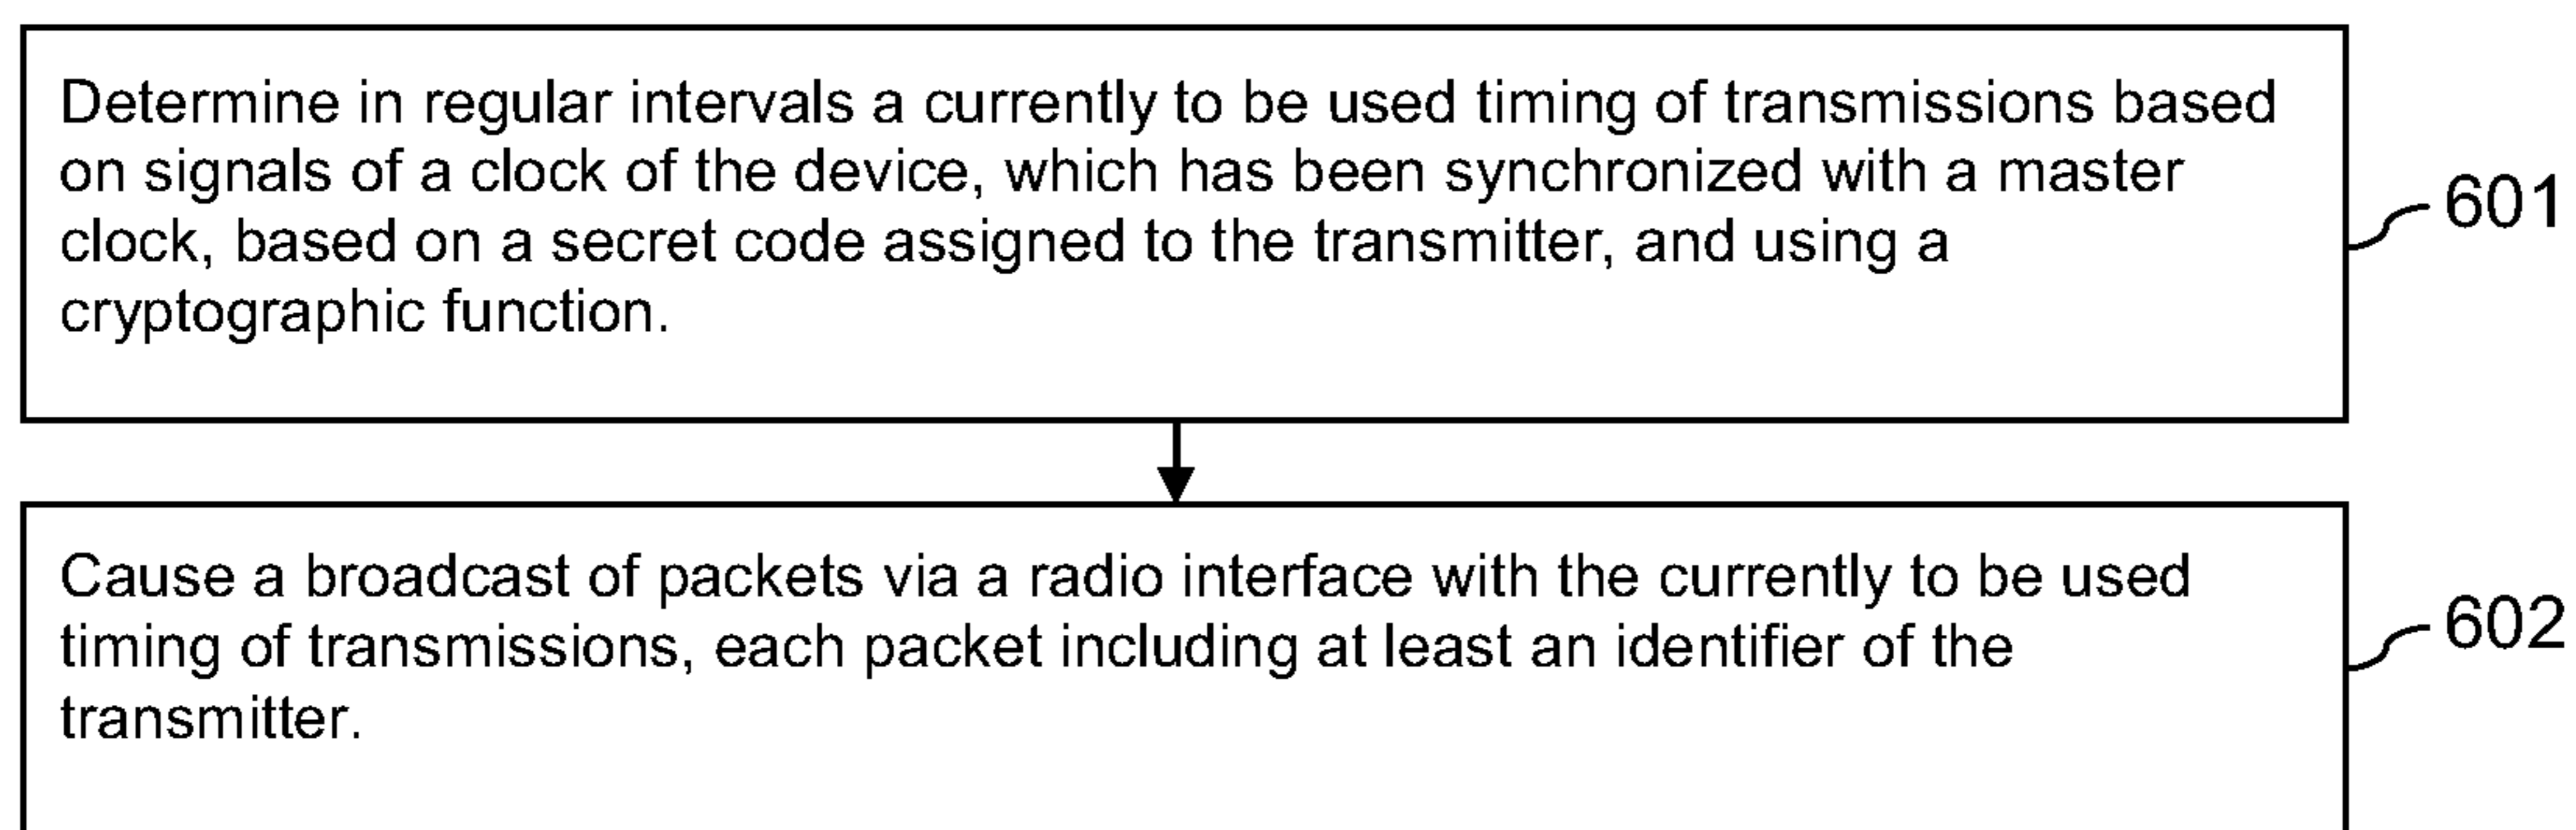 Determine in regular intervals a currently to be used timing of transmissions based
on signals of a clock of the device, which has been synchronized with a master
clock, based on a secret code assigned to the transmitter, and using a
cryptographic function.
601
Cause a broadcast of packets via a radio interface with the currently to be used
timing of transmissions, each packet including at least an identifier of the
transmitter.
602